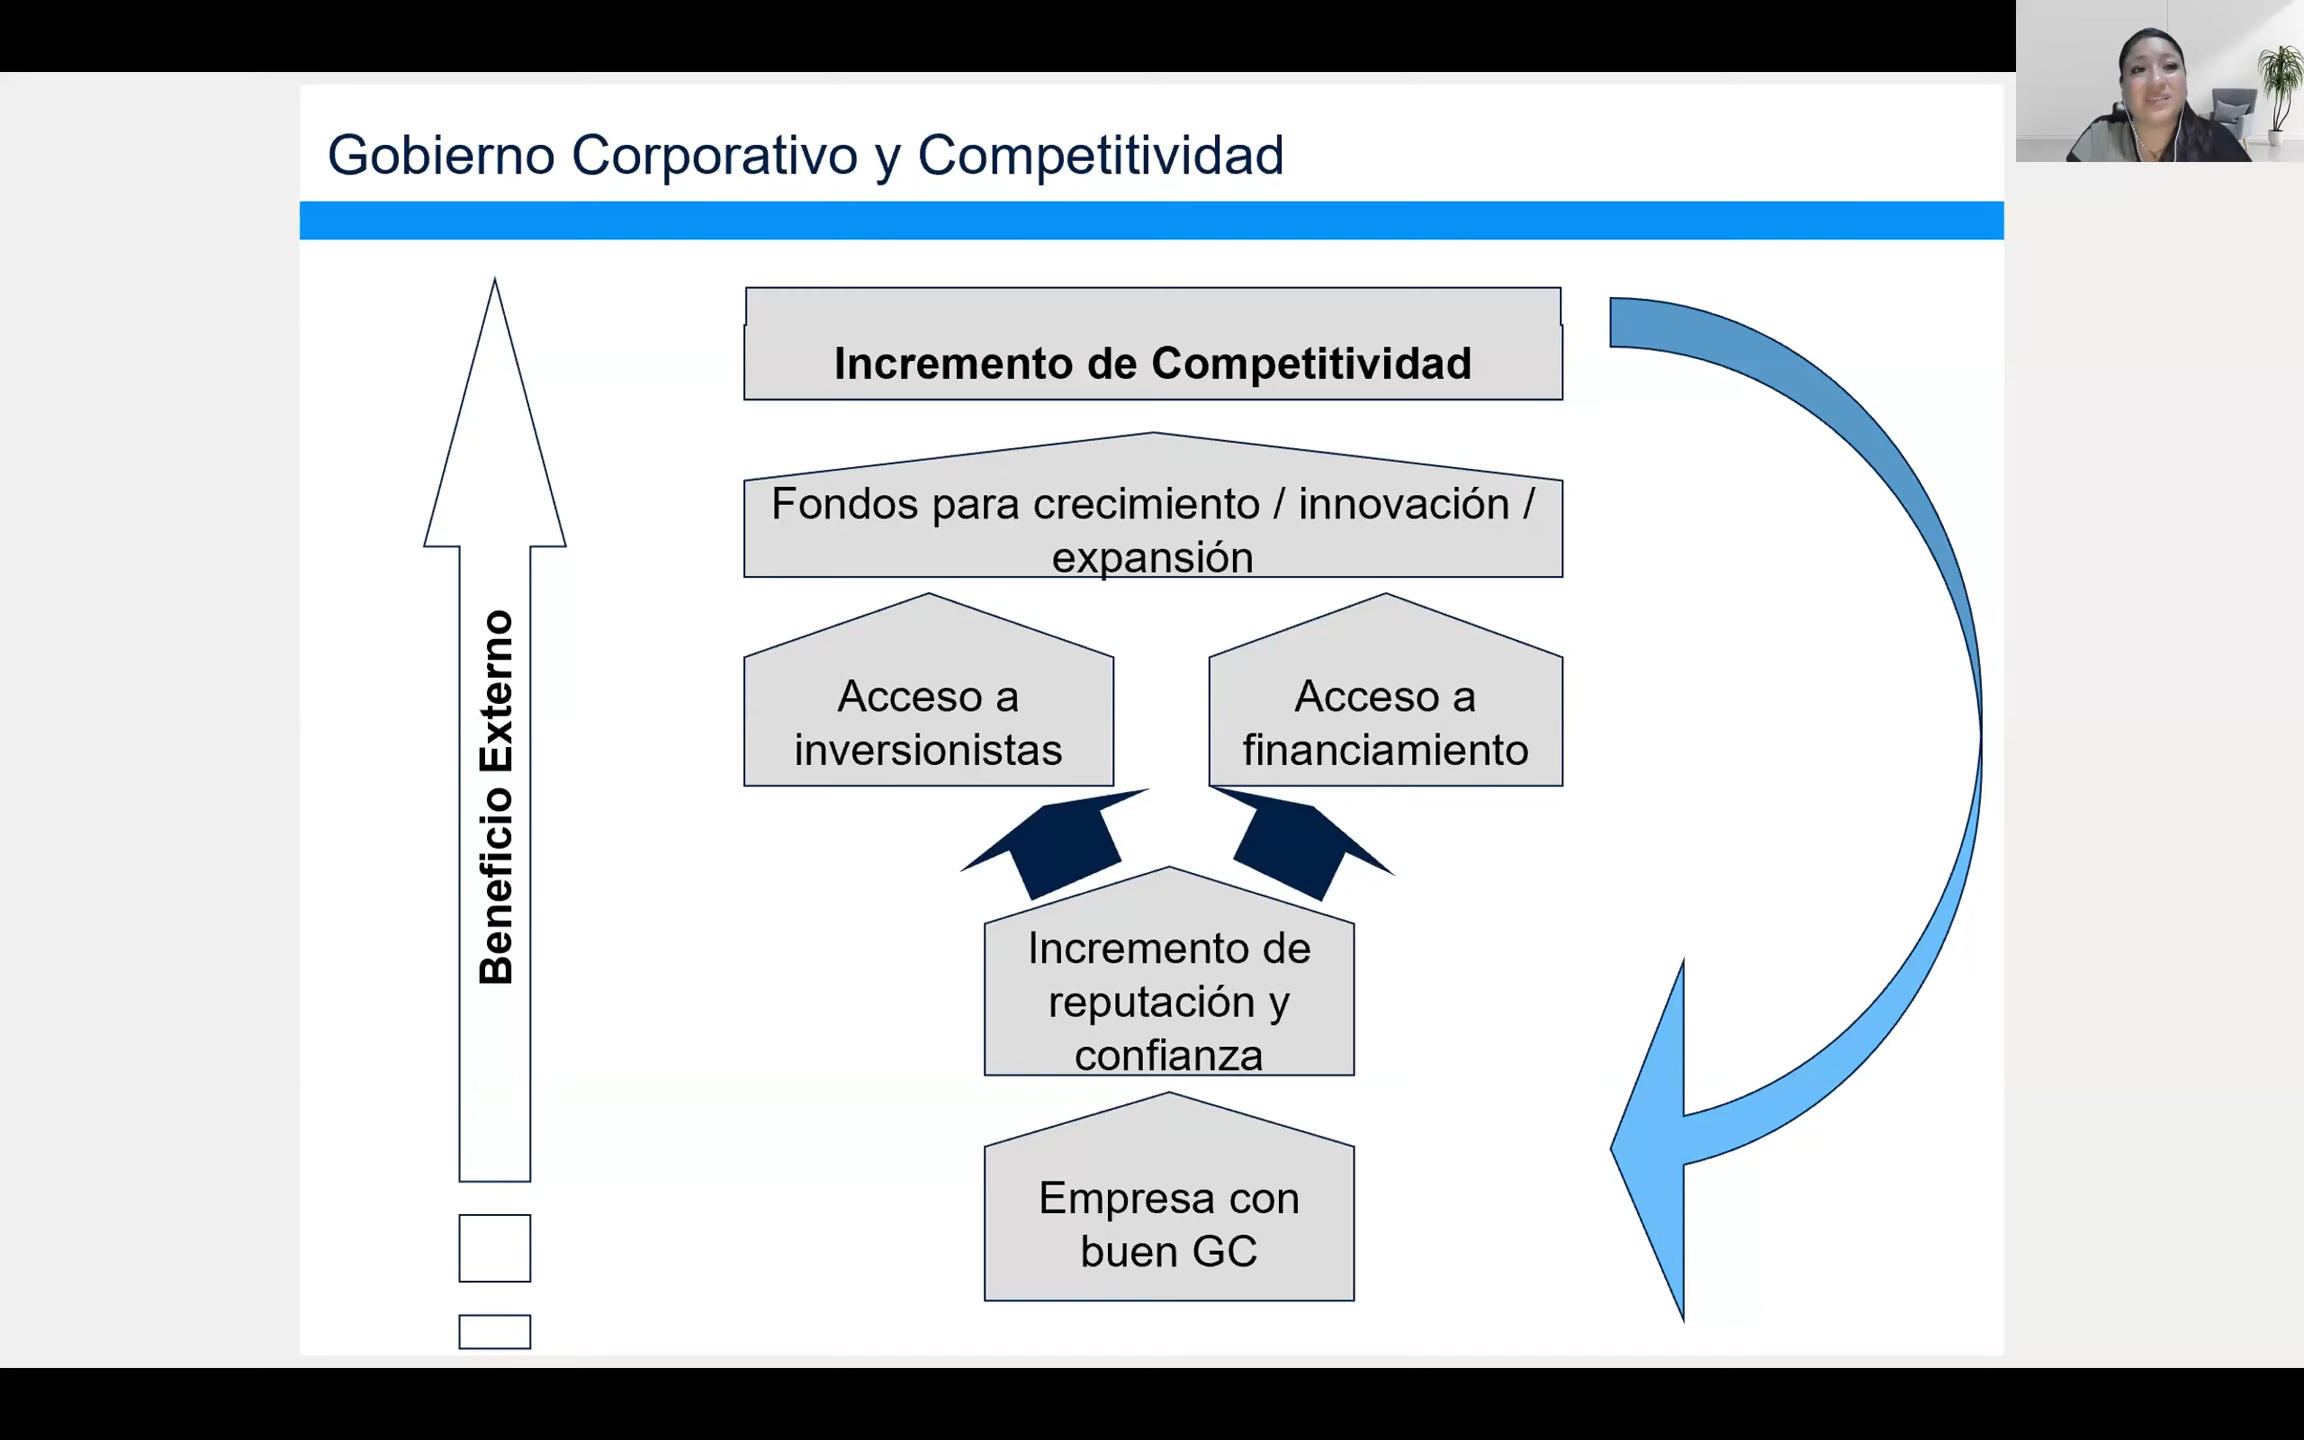 Gobierno Corporativo y Competitividad
Incremento de Competitividad
Fondos para crecimiento / innovación /
expansión
Acceso a
inversionistas
Acceso a
financiamiento
Beneficio Externo
Incremento de
reputación y
confianza
Empresa con
buen GC